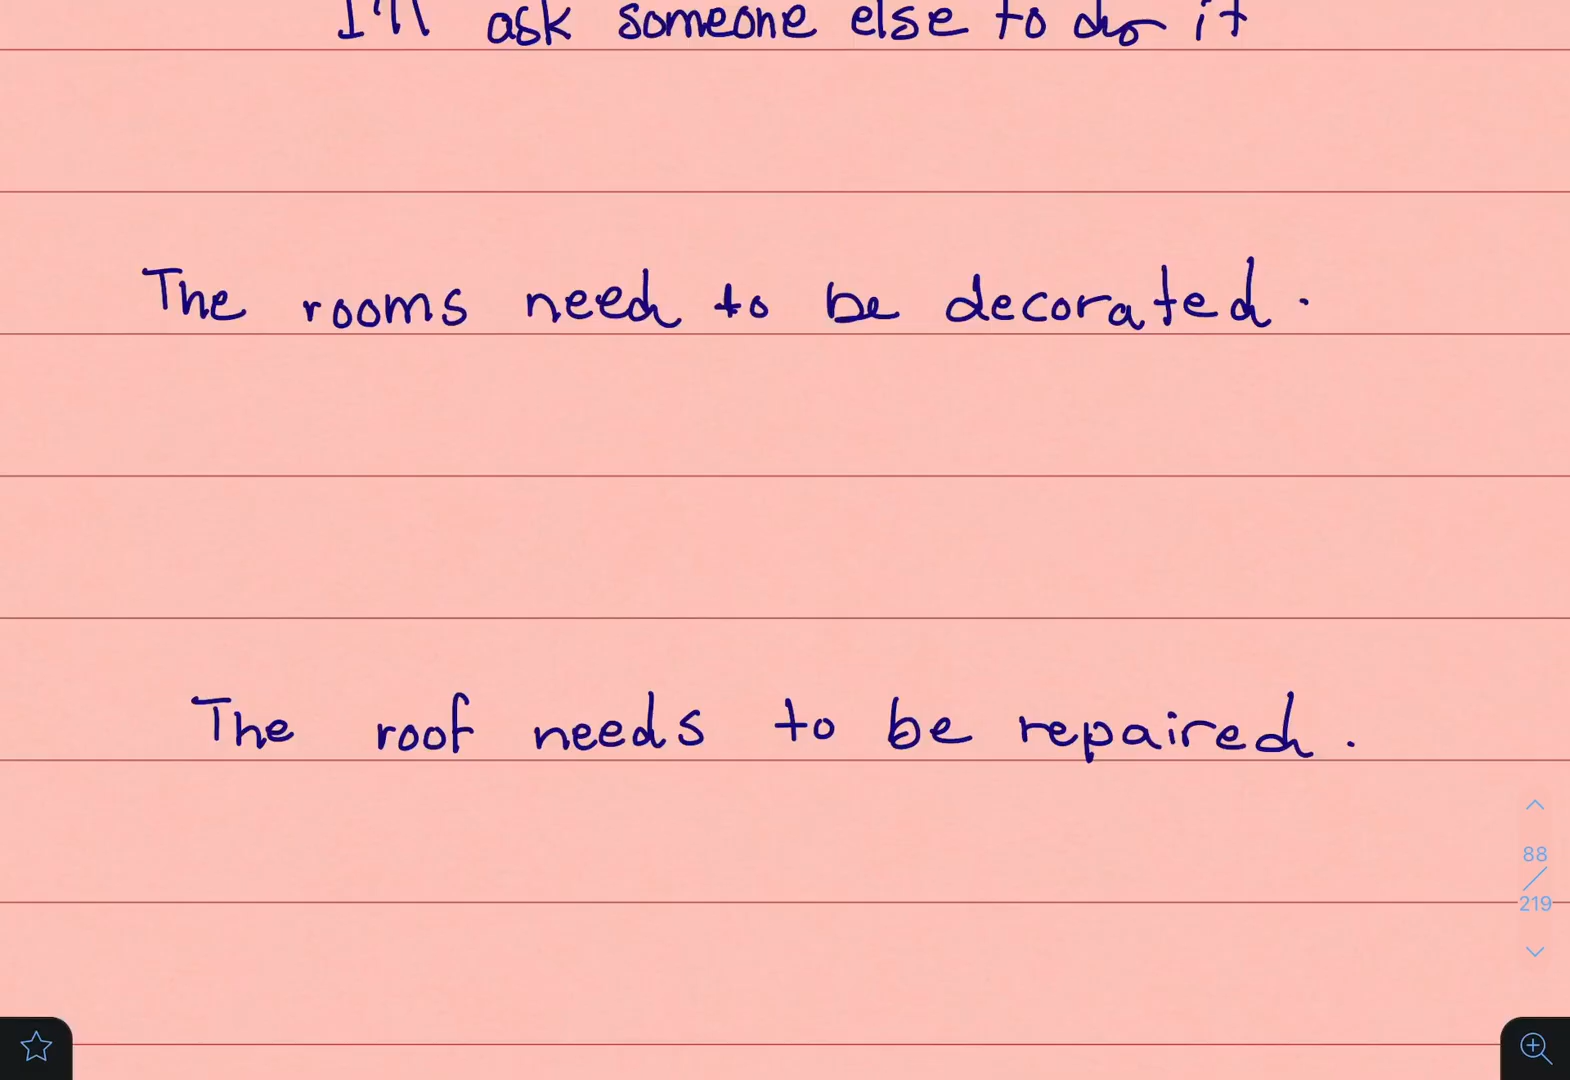 I'll ask someone else to do it
The rooms need to be decorated.
The roof needs to be repaired.
88
219